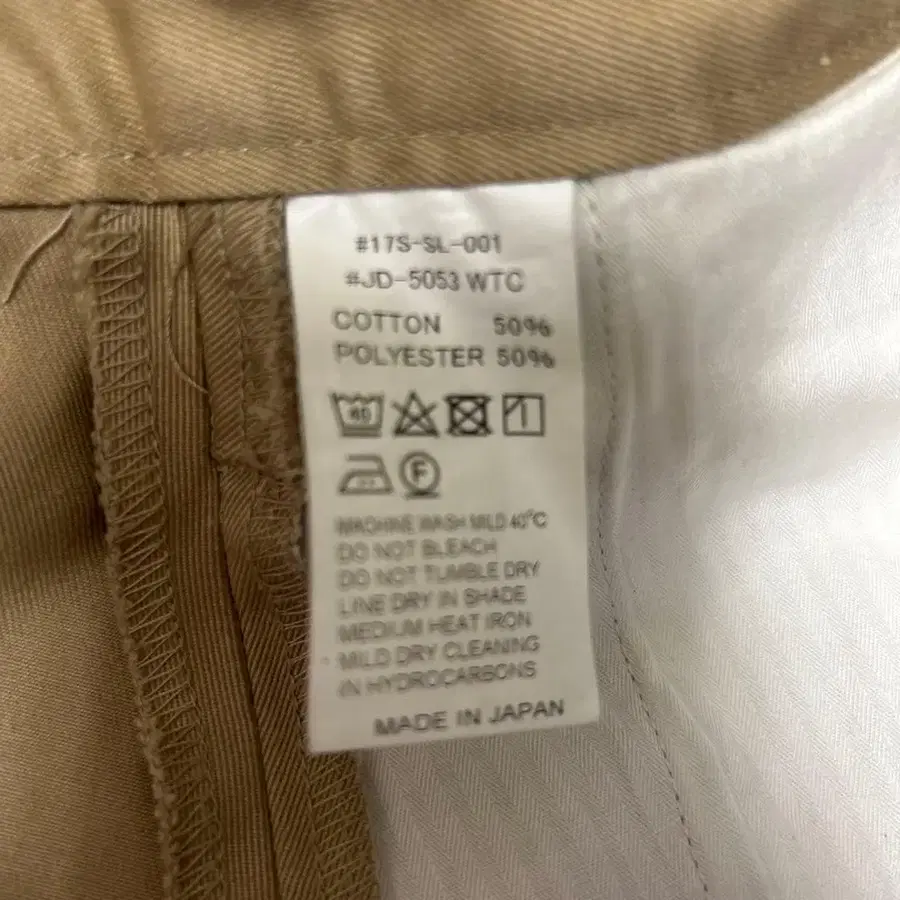 #17S-SL-001
#JD-5053 WTC
COTTON 50%
POLYESTER 50%
40
F
MACHINE WASH MILD 40°C
DO NOT BLEACH
DO NOT TUMBLE DRY
LINE DRY IN SHADE
MEDIUM HEAT IRON
MILD DRY CLEANING
IN HYDROCARBONS
MADE IN JAPAN